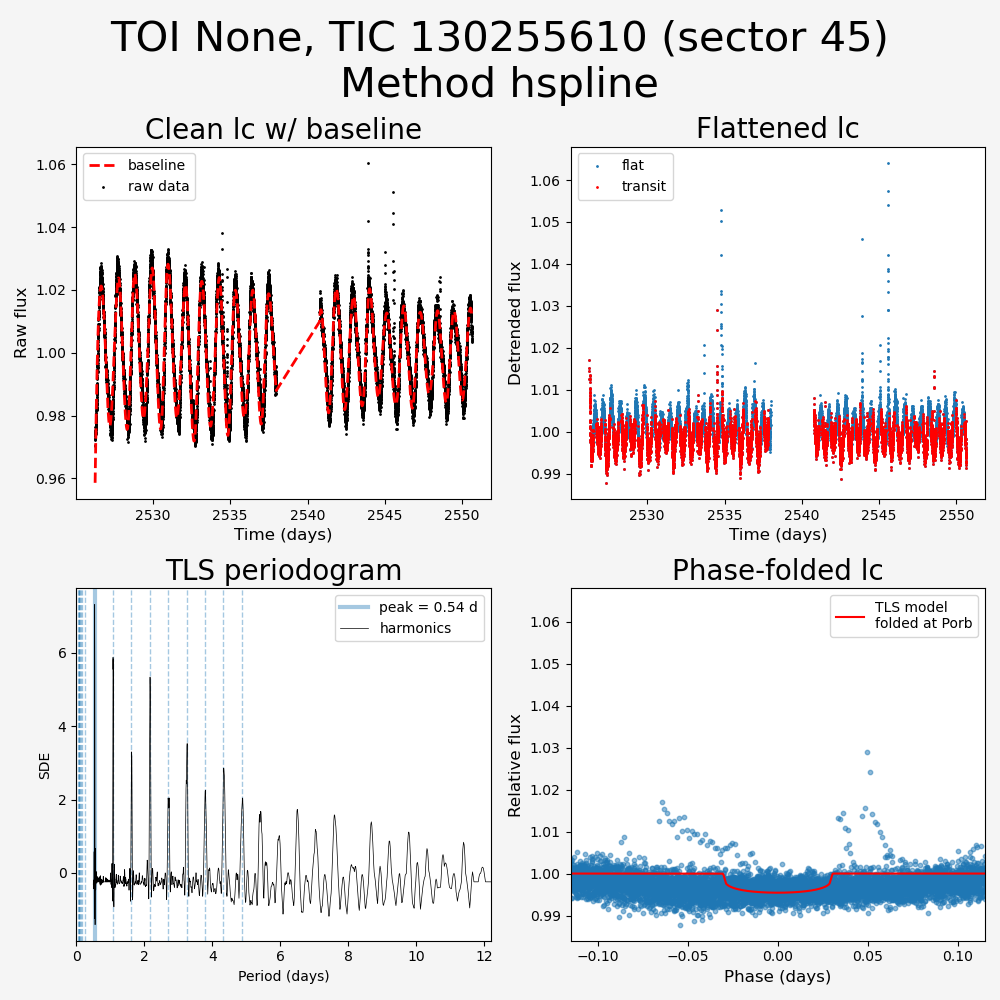 TOI None, TIC 130255610 (sector 45)
Method hspline
Clean lc w/ baseline
baseline
raw data
1.06
1.04
1.02
1.00
0.98
0.96
Raw flux
2530
2535
2540
2545
2550
Time (days)
Flattened lc
flat
transit
1.06
1.05
1.04
1.03
1.02
1.01
1.00
0.99
Detrended flux
2530
2535
2540
2545
2550
Time (days)
TLS periodogram
peak = 0.54 d
harmonics
6
4
2
0
SDE
0
2
4
6
8
10
12
Period (days)
Phase-folded lc
TLS model
folded at Porb
1.06
1.05
1.04
1.03
1.02
1.01
1.00
0.99
Relative flux
−0.10
−0.05
0.00
0.05
0.10
Phase (days)